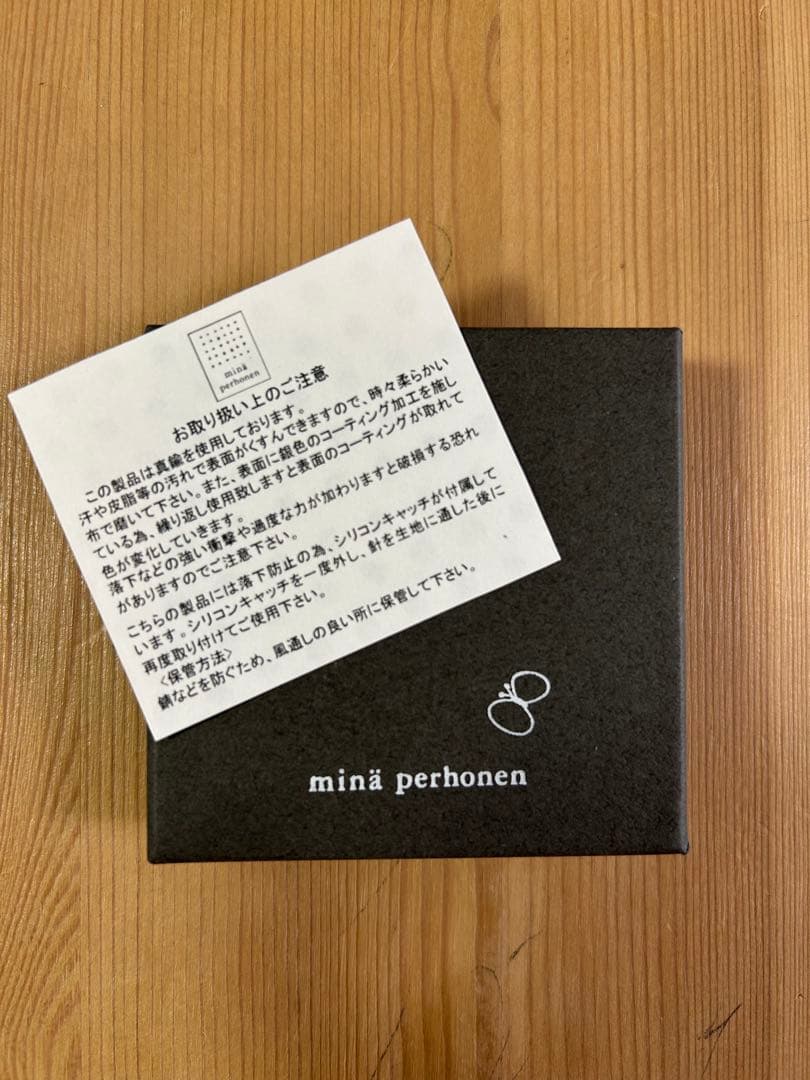 minä
perhonen
お取り扱い上のご注意
この製品は真鍮を使用しております。
汗や皮脂等の汚れで表面がくすんできますので、時々柔らかい
布で磨いて下さい。また、表面に銀色のコーティング加工を施し
ている為、繰り返し使用致しますと表面のコーティングが取れて
色が変化していきます。
落下などの強い衝撃や過度な力が加わりますと破損する恐れ
がありますのでご注意下さい。
こちらの製品には落下防止の為、シリコンキャッチが付属して
います。シリコンキャッチを一度外し、針を生地に通した後に
再度取り付けてご使用下さい。
〈保管方法〉
錆などを防ぐため、風通しの良い所に保管して下さい。
minä perhonen